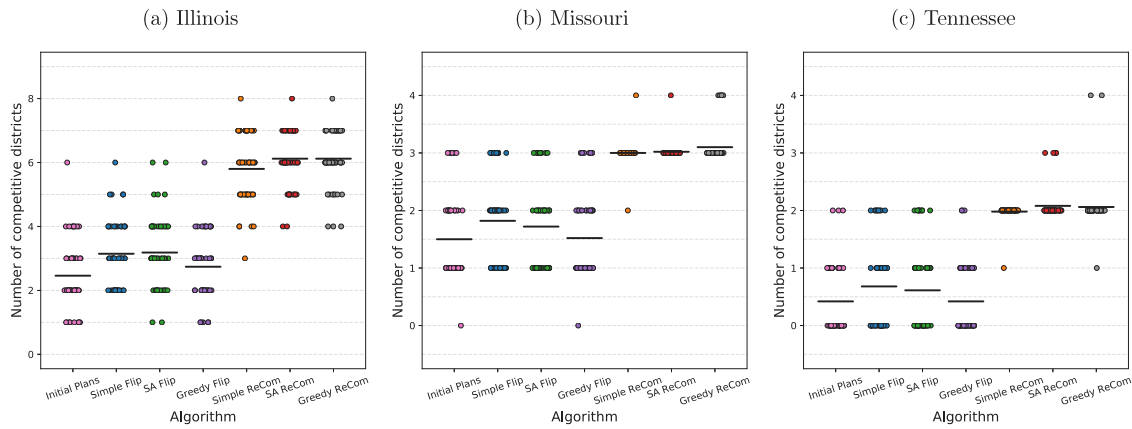 (a) Illinois
(b) Missouri
(c) Tennessee
Number of competitive districts
8
6
4
2
0
Initial Plans
Simple Flip
SA Flip
Greedy Flip
Simple ReCom
SA ReCom
Greedy ReCom
Algorithm
Number of competitive districts
4
3
2
1
0
Initial Plans
Simple Flip
SA Flip
Greedy Flip
Simple ReCom
SA ReCom
Greedy ReCom
Algorithm
Number of competitive districts
4
3
2
1
0
Initial Plans
Simple Flip
SA Flip
Greedy Flip
Simple ReCom
SA ReCom
Greedy ReCom
Algorithm